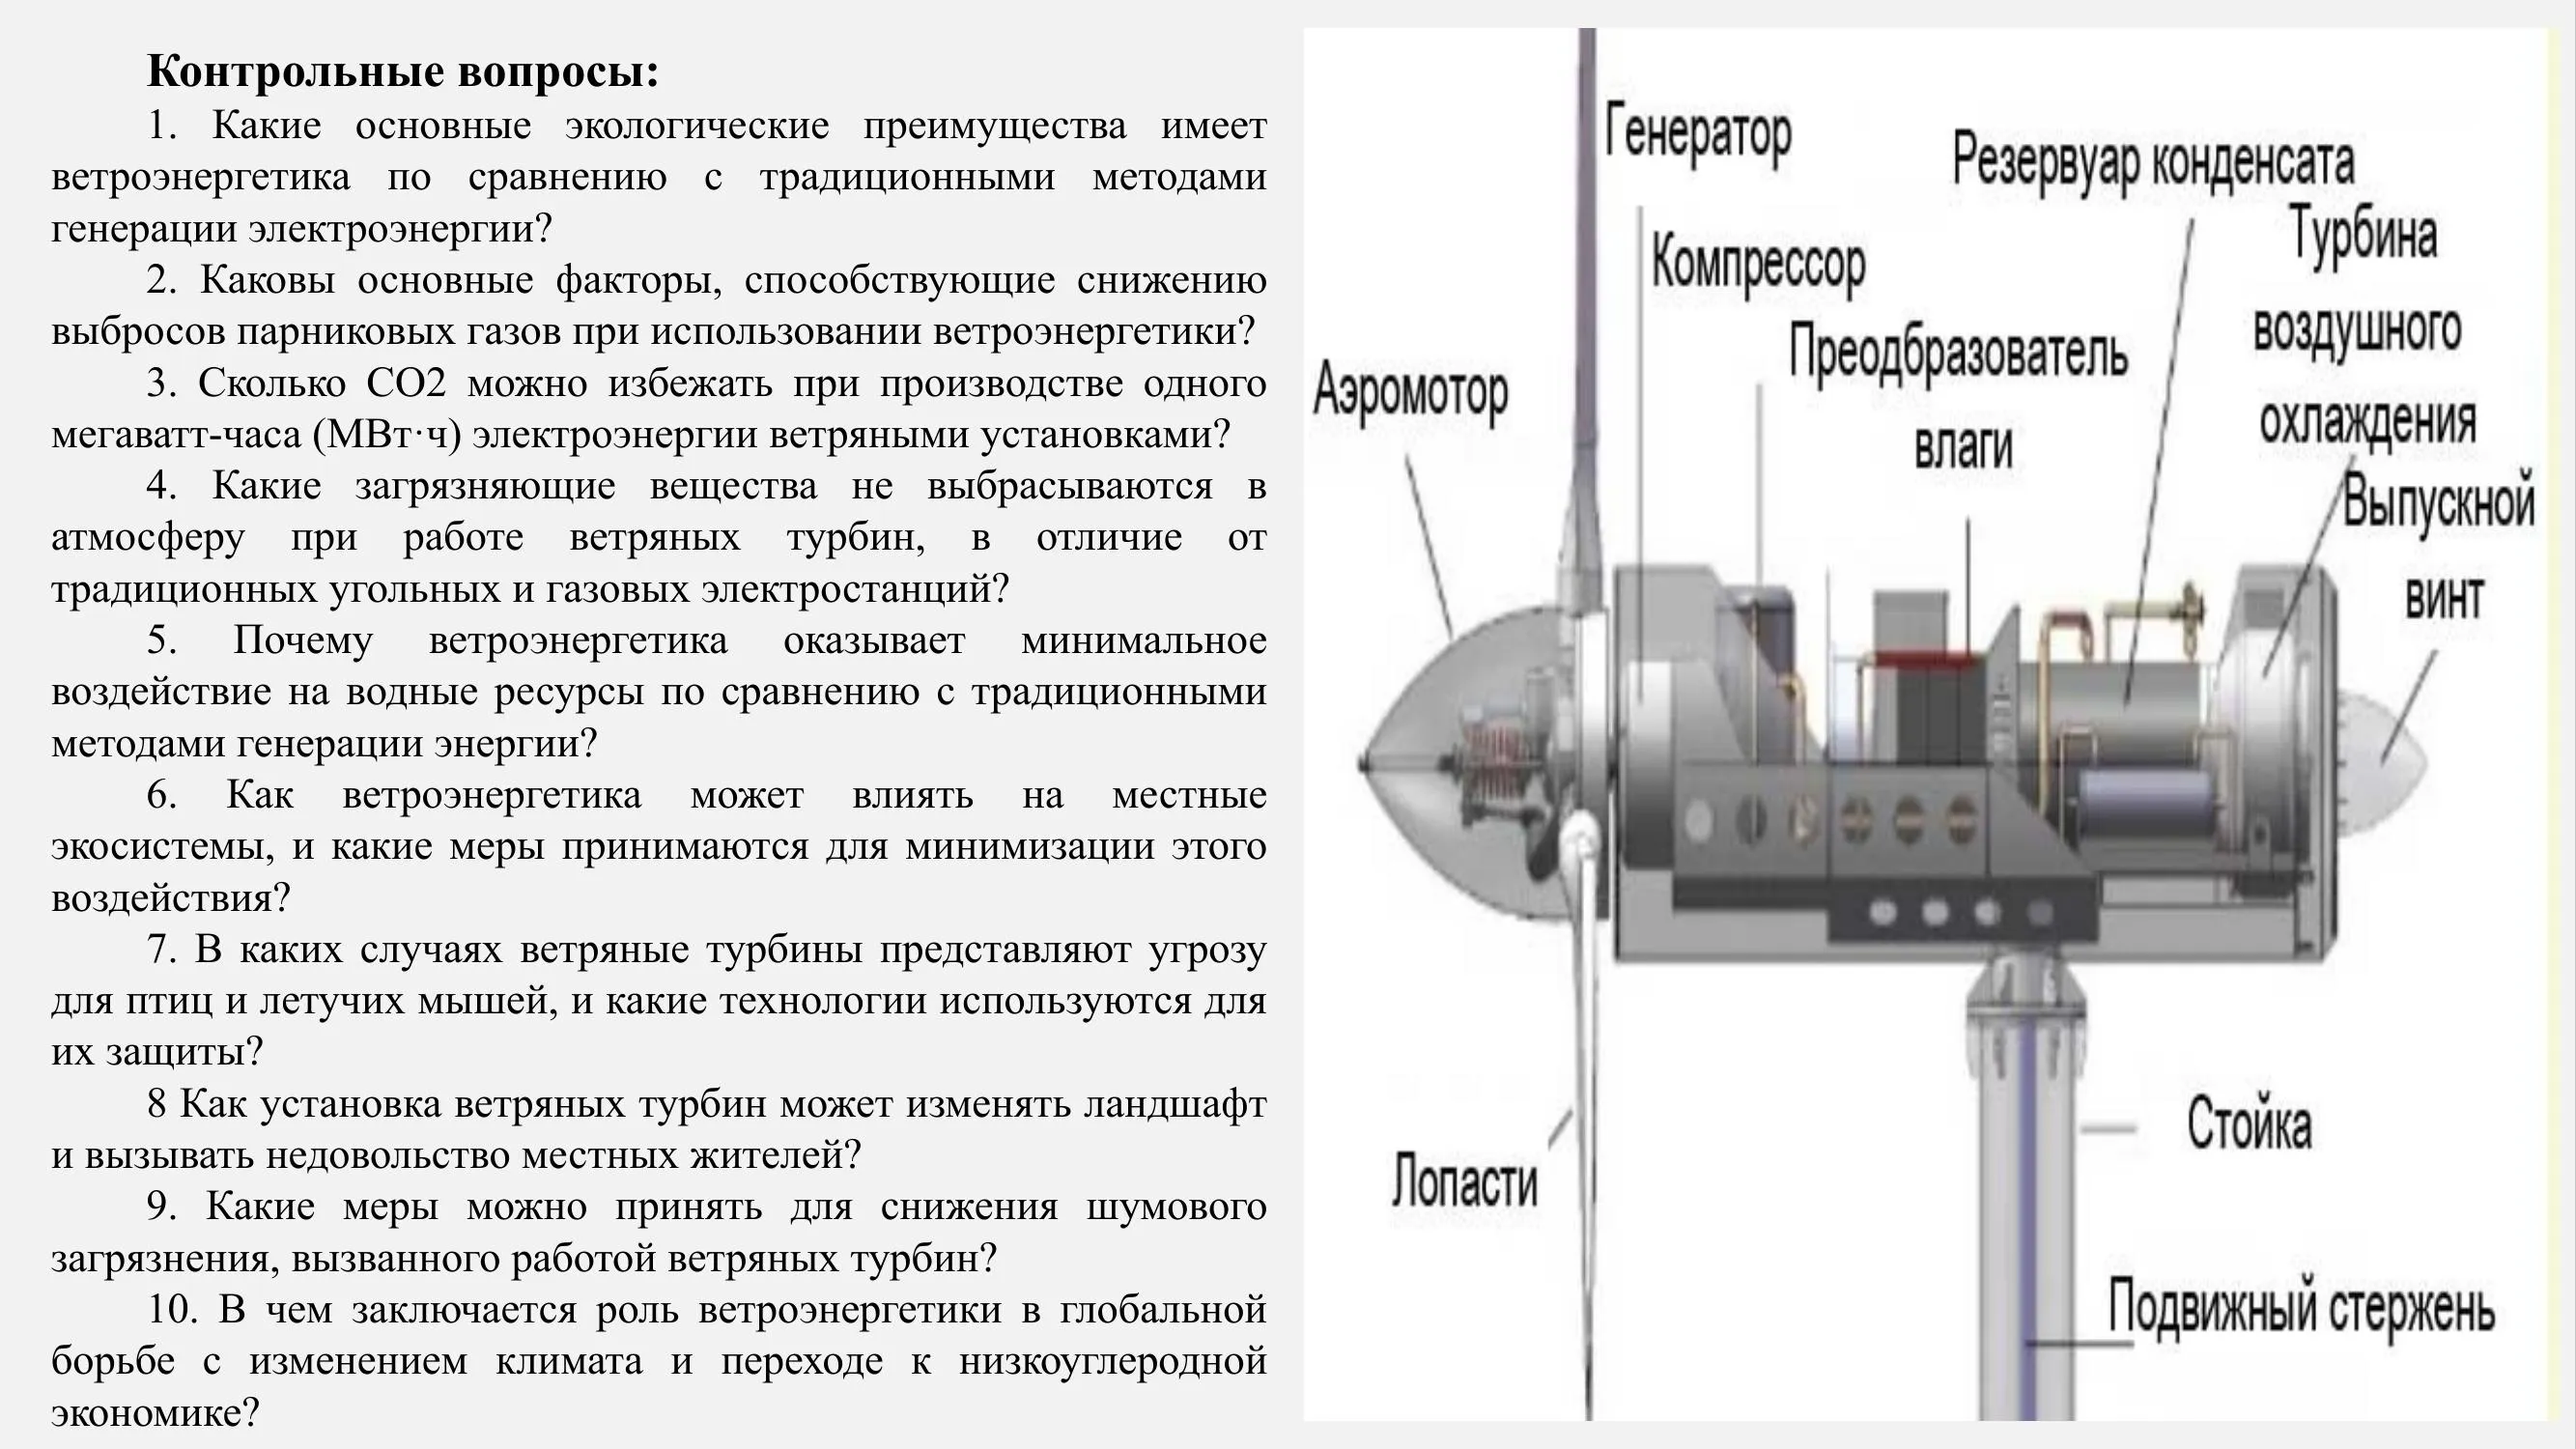 Контрольные вопросы:
1. Какие основные экологические преимущества имеет
ветроэнергетика по сравнению с традиционными методами
генерации электроэнергии?
2. Каковы основные факторы, способствующие снижению
выбросов парниковых газов при использовании ветроэнергетики?
3. Сколько СО2 можно избежать при производстве одного
мегаватт-часа (МВт·ч) электроэнергии ветряными установками?
4. Какие загрязняющие вещества не выбрасываются в
атмосферу при работе ветряных турбин, в отличие от
традиционных угольных и газовых электростанций?
5. Почему ветроэнергетика оказывает минимальное
воздействие на водные ресурсы по сравнению с традиционными
методами генерации энергии?
6. Как ветроэнергетика может влиять на местные
экосистемы, и какие меры принимаются для минимизации этого
воздействия?
7. В каких случаях ветряные турбины представляют угрозу
для птиц и летучих мышей, и какие технологии используются для
их защиты?
8 Как установка ветряных турбин может изменять ландшафт
и вызывать недовольство местных жителей?
9. Какие меры можно принять для снижения шумового
загрязнения, вызванного работой ветряных турбин?
10. В чем заключается роль ветроэнергетики в глобальной
борьбе с изменением климата и переходе к низкоуглеродной
экономике?
Генератор
Резервуар конденсата
Турбина
воздушного
охлаждения
Компрессор
Преодбразователь
влаги
Аэромотор
Выпускной
винт
Лопасти
Стойка
Подвижный стержень